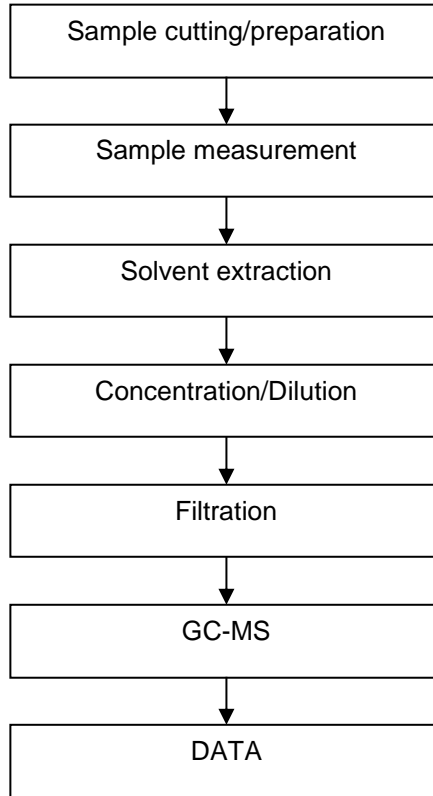 Sample cutting/preparation
Sample measurement
Solvent extraction
Concentration/Dilution
Filtration
GC-MS
DATA